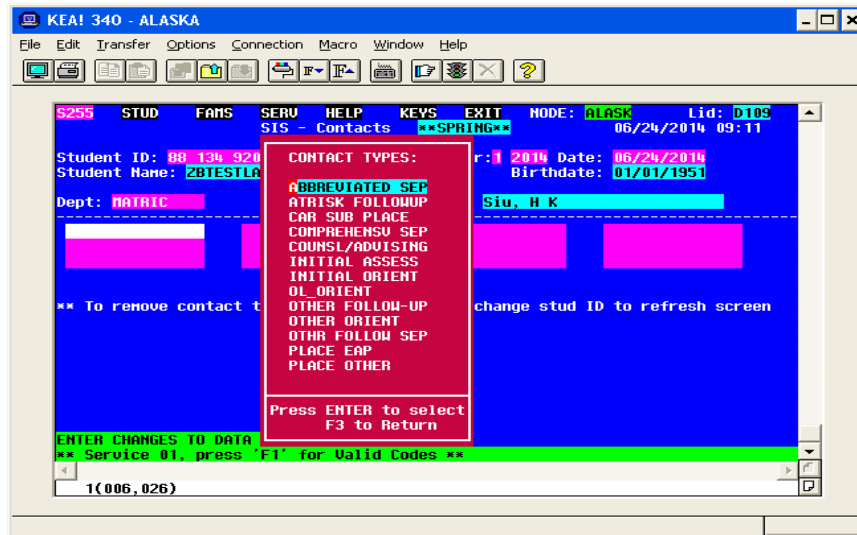 KEA! 340 - ALASKA
File Edit Transfer Options Connection Macro Window Help
S255 STUD FAMS SERV HELP KEYS EXIT NODE: ALASK Lid: D109
SIS - Contacts **SPRING** 06/24/2014 09:11
Student ID: 88 134 920 r:1 2014 Date: 06/24/2014
Student Name: ZBTESTLA Birthdate: 01/01/1951
Dept: MATRIC Siu, H K
CONTACT TYPES:
ABBREVIATED SEP
ATRISK FOLLOWUP
CAR SUB PLACE
COMPREHENSV SEP
COUNSL/ADVISING
INITIAL ASSESS
INITIAL ORIENT
OL_ORIENT
OTHER FOLLOW-UP
OTHER ORIENT
OTHR FOLLOW SEP
PLACE EAP
PLACE OTHER
Press ENTER to select
F3 to Return
** To remove contact t change stud ID to refresh screen
ENTER CHANGES TO DATA
** Service 01, press 'F1' for Valid Codes **
1(006,026)